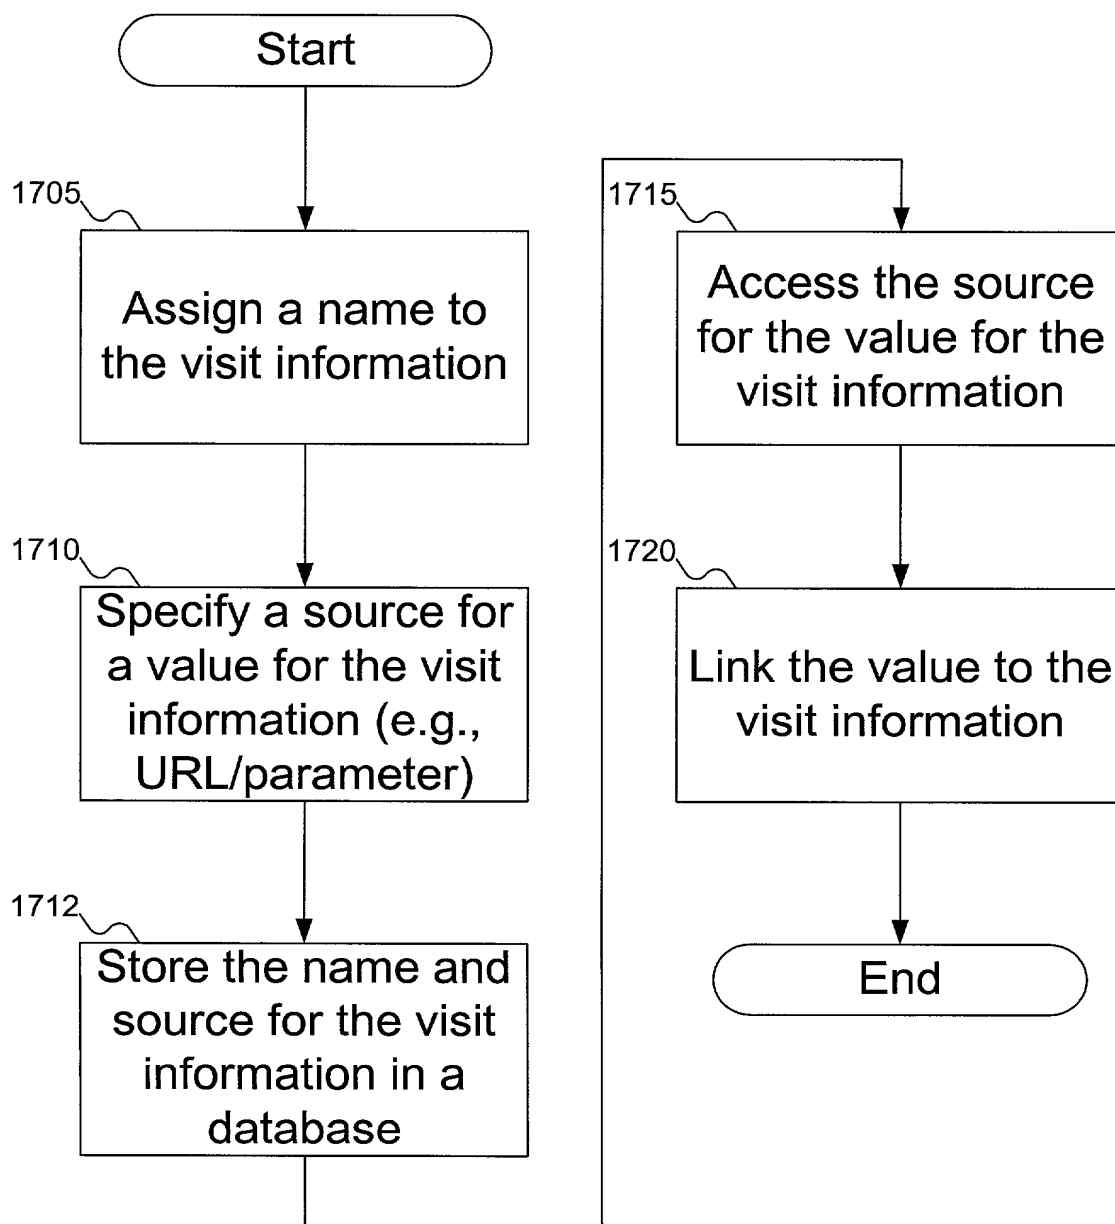 Start
1705
Assign a name to
the visit information
1710
Specify a source for
a value for the visit
information (e.g.,
URL/parameter)
1712
Store the name and
source for the visit
information in a
database
1715
Access the source
for the value for the
visit information
1720
Link the value to the
visit information
End